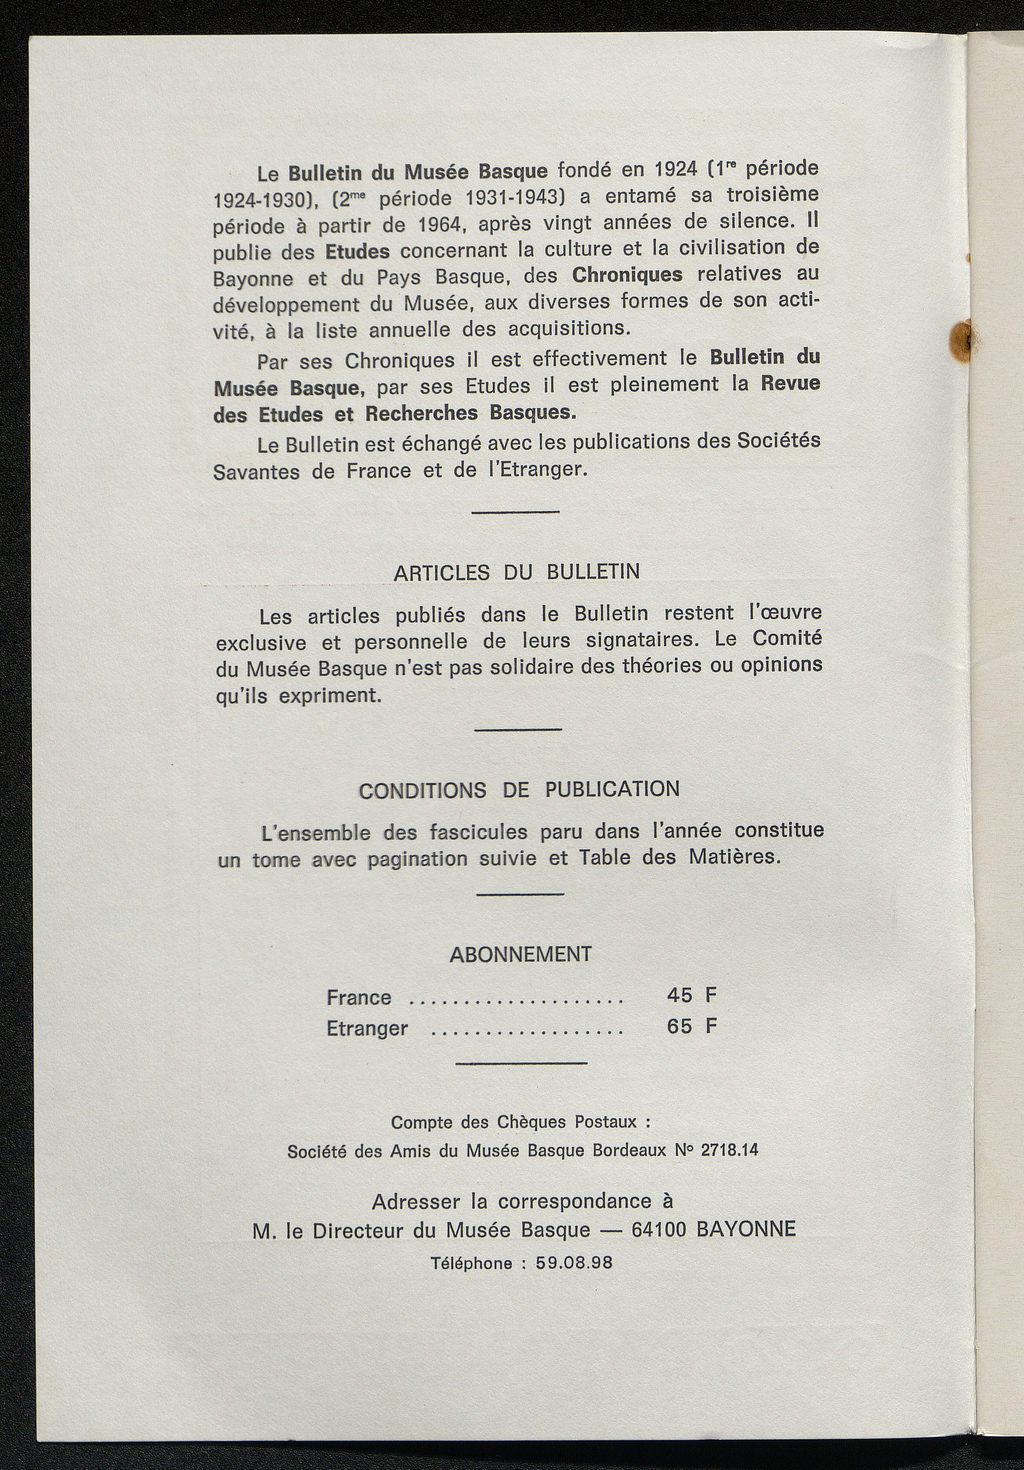 Le Bulletin du Musée Basque fondé en 1924 (1re période
1924-1930), (2me période 1931-1943) a entamé sa troisième
période à partir de 1964, après vingt années de silence. Il
publie des Etudes concernant la culture et la civilisation de
Bayonne et du Pays Basque, des Chroniques relatives au
développement du Musée, aux diverses formes de son acti-
vité, à la liste annuelle des acquisitions.
Par ses Chroniques il est effectivement le Bulletin du
Musée Basque, par ses Etudes il est pleinement la Revue
des Etudes et Recherches Basques.
Le Bulletin est échangé avec les publications des Sociétés
Savantes de France et de l'Etranger.
ARTICLES DU BULLETIN
Les articles publiés dans le Bulletin restent l'œuvre
exclusive et personnelle de leurs signataires. Le Comité
du Musée Basque n'est pas solidaire des théories ou opinions
qu'ils expriment.
CONDITIONS DE PUBLICATION
L'ensemble des fascicules paru dans l'année constitue
un tome avec pagination suivie et Table des Matières.
ABONNEMENT
France .................... 45 F
Etranger .................. 65 F
Compte des Chèques Postaux :
Société des Amis du Musée Basque Bordeaux Nº 2718.14
Adresser la correspondance à
M. le Directeur du Musée Basque — 64100 BAYONNE
Téléphone : 59.08.98